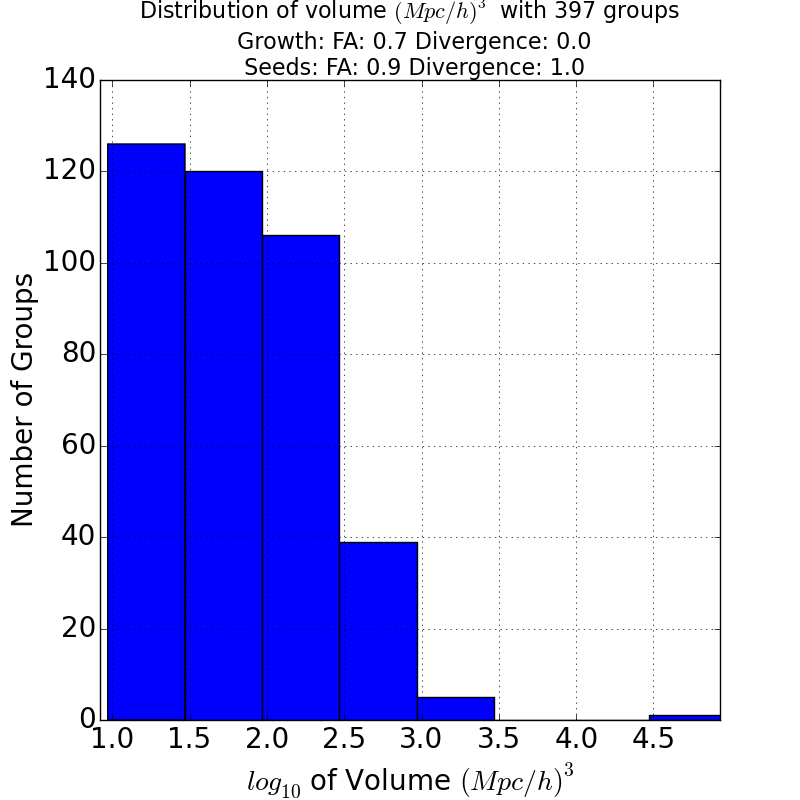 Distribution of volume (Mpc/h)³ with 397 groups
Growth: FA: 0.7 Divergence: 0.0
Seeds: FA: 0.9 Divergence: 1.0
140
120
100
80
60
40
20
0
Number of Groups
1.0 1.5 2.0 2.5 3.0 3.5 4.0 4.5
log₁₀ of Volume (Mpc/h)³